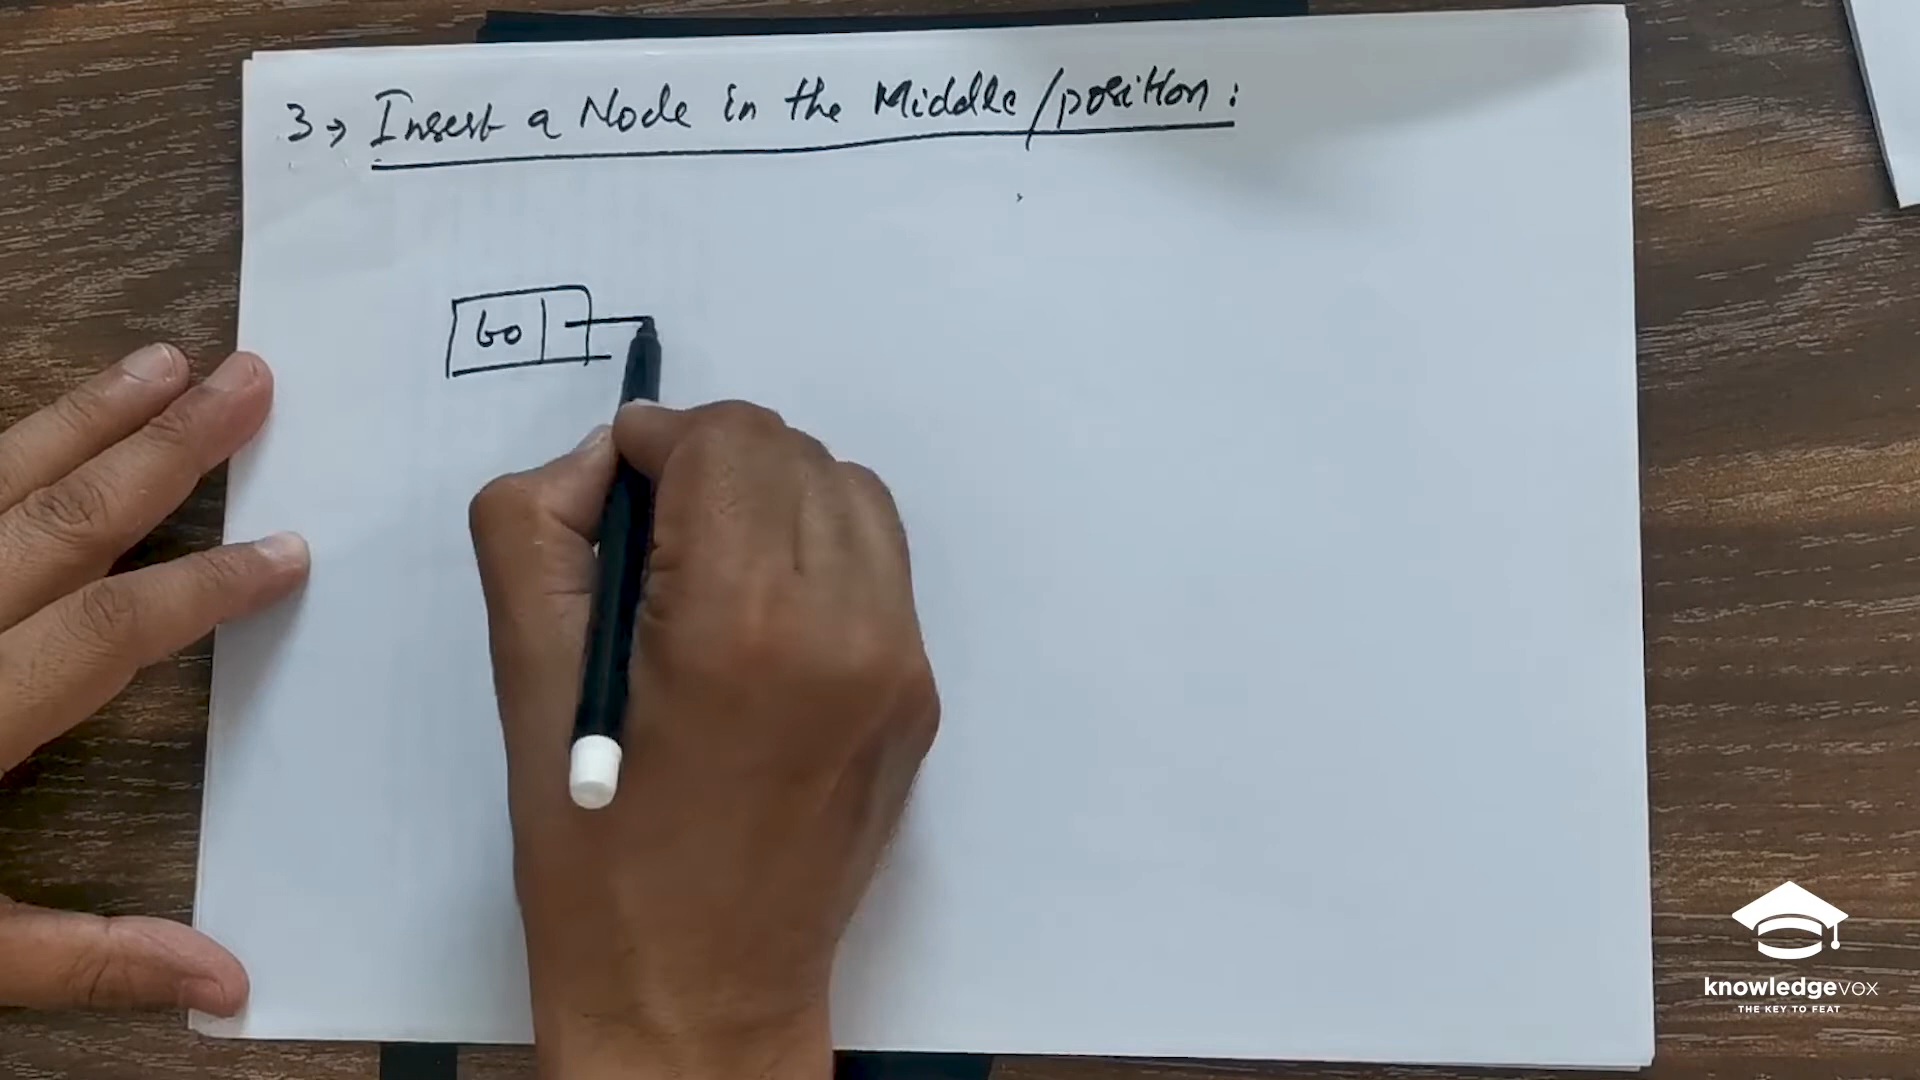 3→ Insert a Node in the Middle/position:
60
knowledgevox
THE KEY TO FEAT